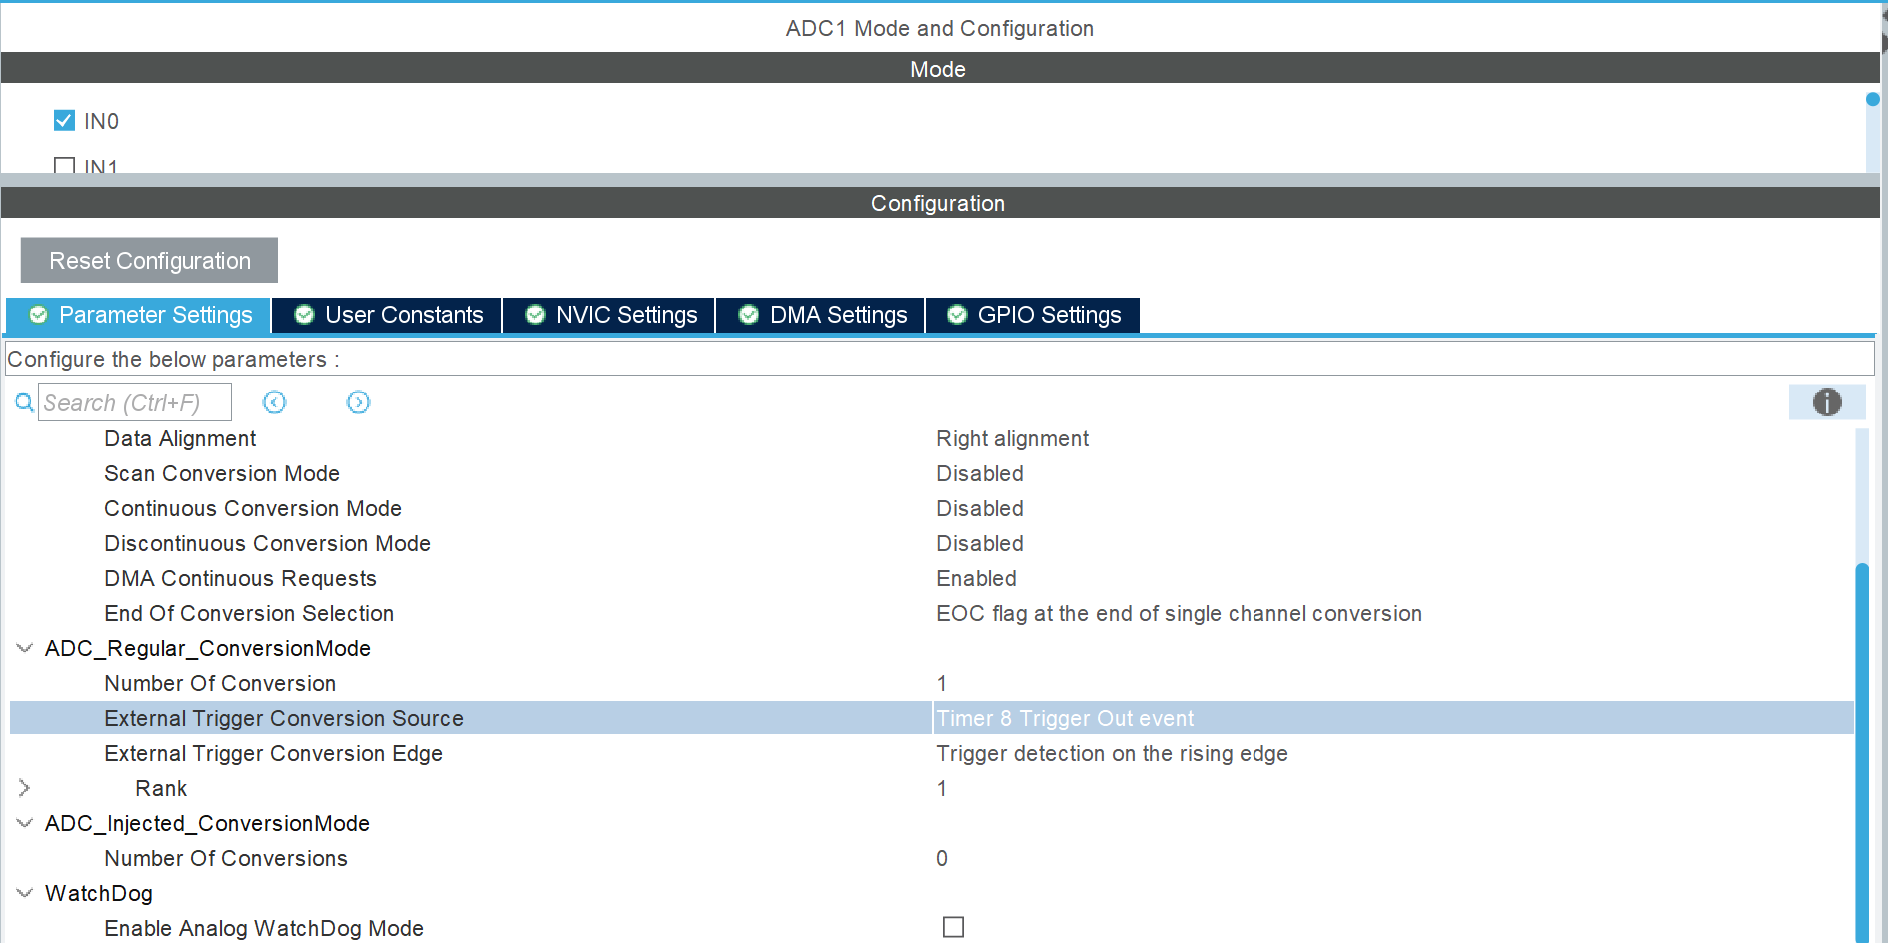 ADC1 Mode and Configuration
Mode
IN0
IN1
Configuration
Reset Configuration
Parameter Settings User Constants NVIC Settings DMA Settings GPIO Settings
Configure the below parameters :
Search (Ctrl+F)
Data Alignment Right alignment
Scan Conversion Mode Disabled
Continuous Conversion Mode Disabled
Discontinuous Conversion Mode Disabled
DMA Continuous Requests Enabled
End Of Conversion Selection EOC flag at the end of single channel conversion
ADC_Regular_ConversionMode
Number Of Conversion 1
External Trigger Conversion Source Timer 8 Trigger Out event
External Trigger Conversion Edge Trigger detection on the rising edge
Rank 1
ADC_Injected_ConversionMode
Number Of Conversions 0
WatchDog
Enable Analog WatchDog Mode